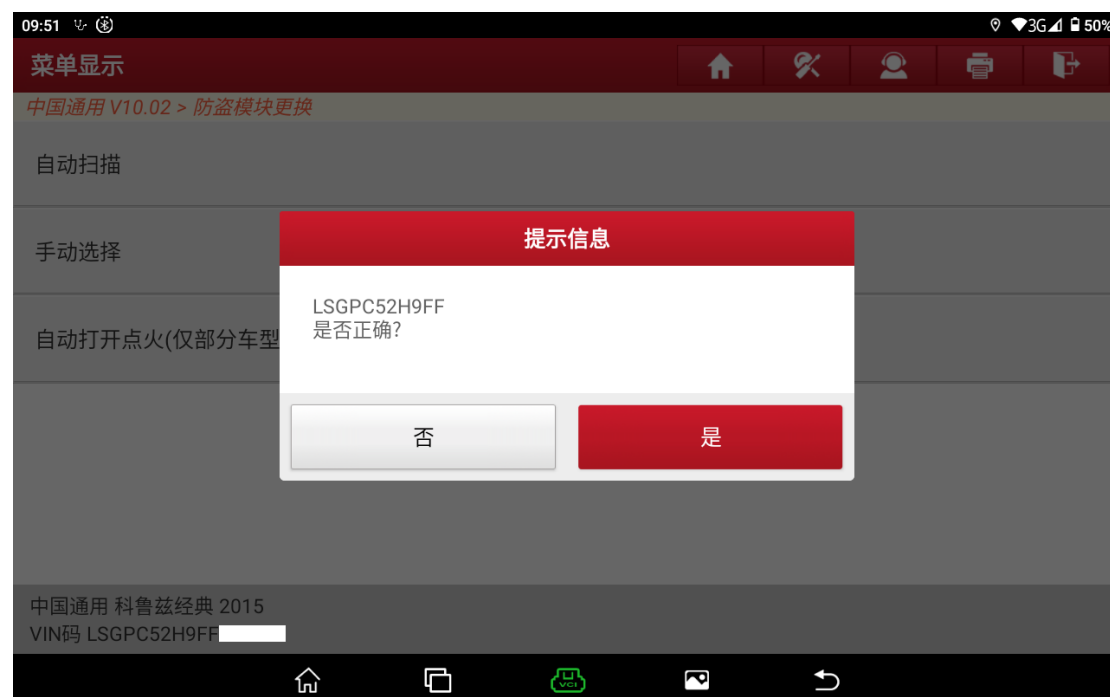 09:51 3G 50%
菜单显示
中国通用 V10.02 > 防盗模块更换
自动扫描
手动选择
自动打开点火(仅部分车型
提示信息
LSGPC52H9FF
是否正确?
否 是
中国通用 科鲁兹经典 2015
VIN码 LSGPC52H9FF
VCI